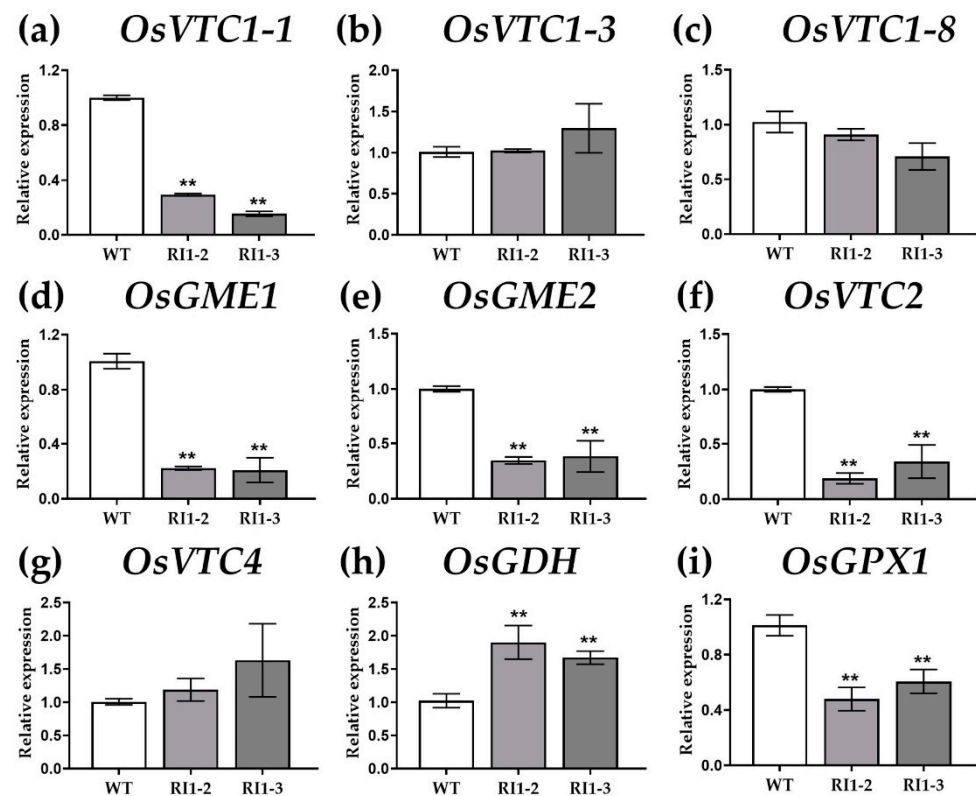 (a) OsVTC1-1
Relative expression
1.2
0.8
0.4
0.0
**
**
WT RI1-2 RI1-3
(b) OsVTC1-3
Relative expression
2.0
1.5
1.0
0.5
0.0
WT RI1-2 RI1-3
(c) OsVTC1-8
Relative expression
1.5
1.0
0.5
0.0
WT RI1-2 RI1-3
(d) OsGME1
Relative expression
1.2
0.8
0.4
0.0
**
**
WT RI1-2 RI1-3
(e) OsGME2
Relative expression
1.5
1.0
0.5
0.0
**
**
WT RI1-2 RI1-3
(f) OsVTC2
Relative expression
1.5
1.0
0.5
0.0
**
**
WT RI1-2 RI1-3
(g) OsVTC4
Relative expression
2.5
2.0
1.5
1.0
0.5
0.0
WT RI1-2 RI1-3
(h) OsGDH
Relative expression
2.5
2.0
1.5
1.0
0.5
0.0
**
**
WT RI1-2 RI1-3
(i) OsGPX1
Relative expression
1.2
0.8
0.4
0.0
**
**
WT RI1-2 RI1-3